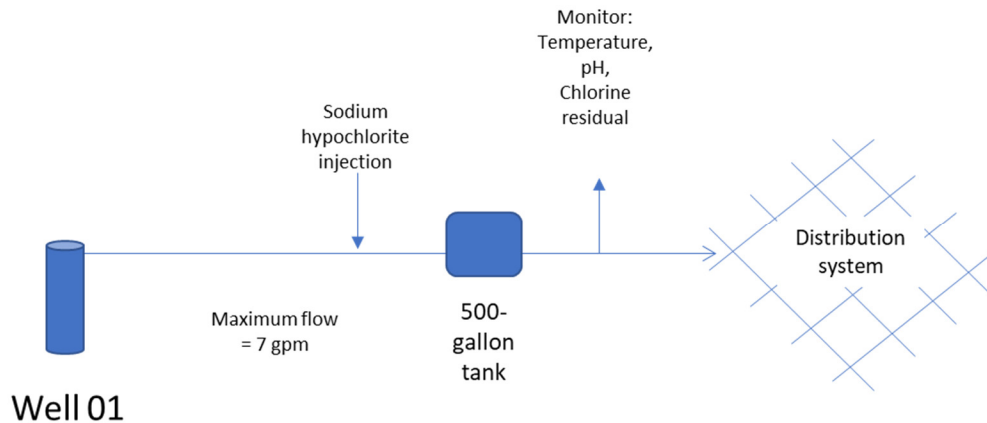 Monitor:
Temperature,
pH,
Chlorine
residual
Sodium
hypochlorite
injection
Distribution
system
Maximum flow
= 7 gpm
500-
gallon
tank
Well 01